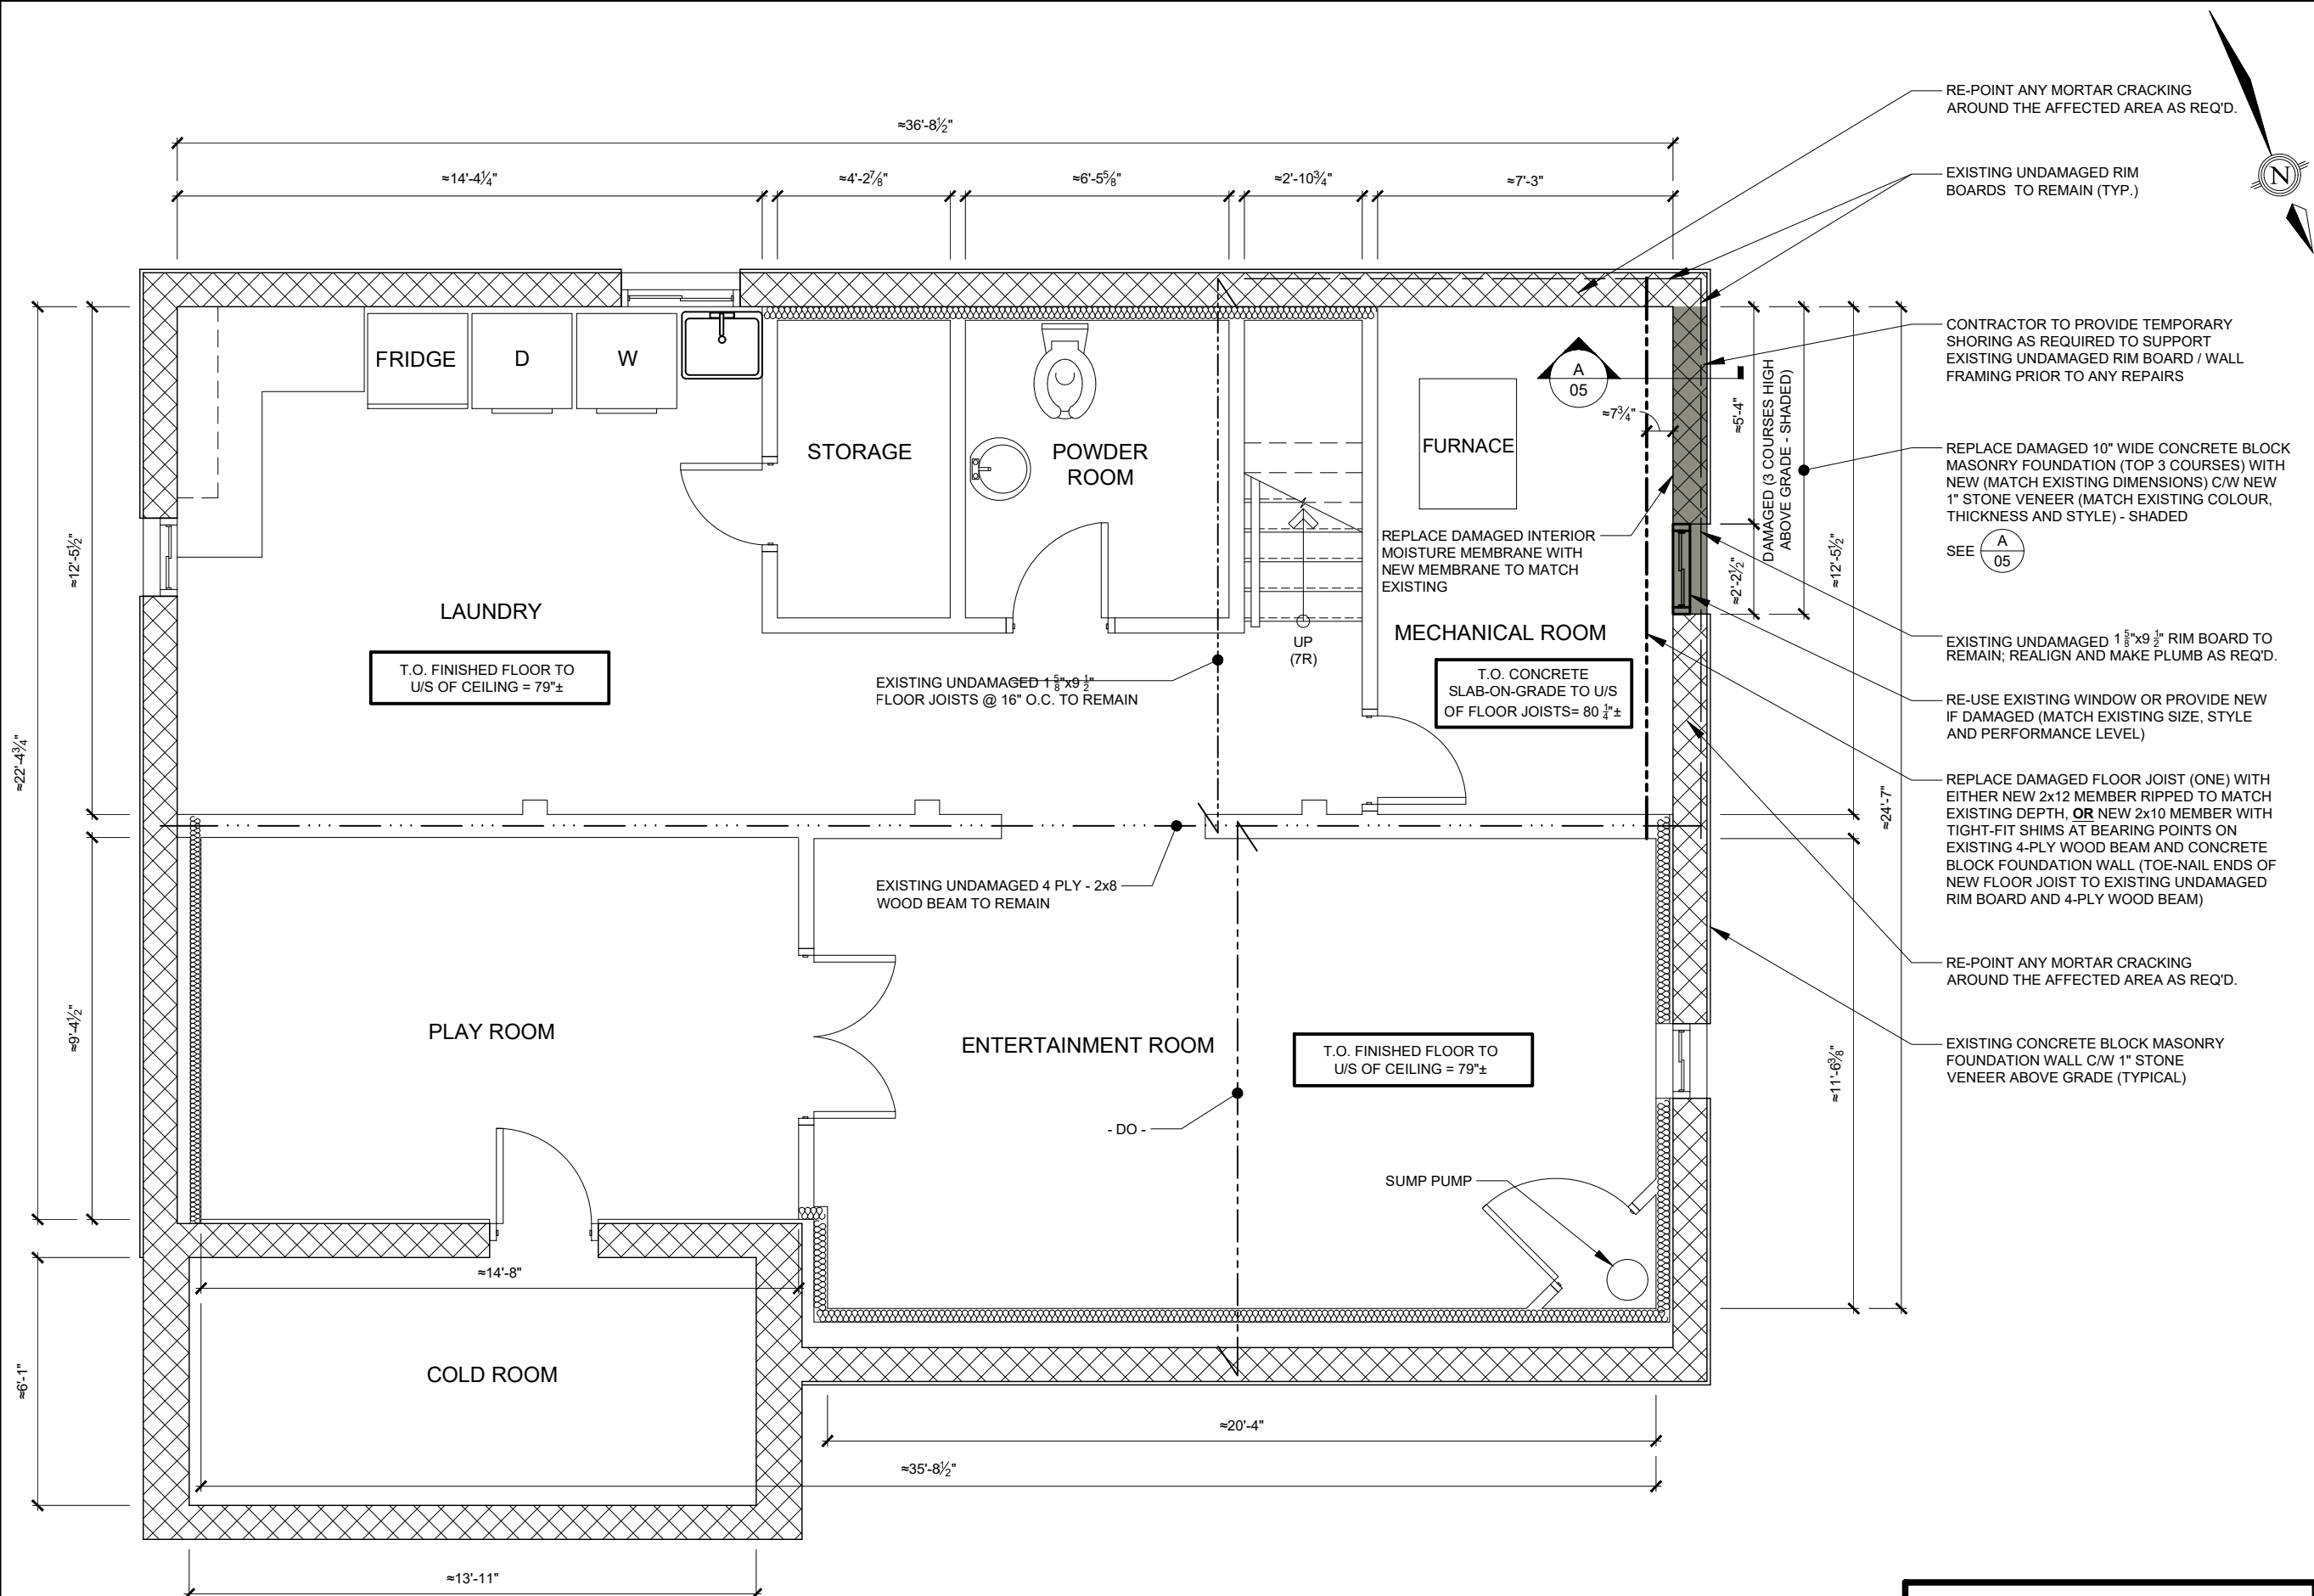 ≈36'-8½"
≈14'-4¼"
≈4'-2⅞"
≈6'-5⅝"
≈2'-10¾"
≈7'-3"
RE-POINT ANY MORTAR CRACKING
AROUND THE AFFECTED AREA AS REQ'D.
N
EXISTING UNDAMAGED RIM
BOARDS TO REMAIN (TYP.)
CONTRACTOR TO PROVIDE TEMPORARY
SHORING AS REQUIRED TO SUPPORT
EXISTING UNDAMAGED RIM BOARD / WALL
FRAMING PRIOR TO ANY REPAIRS
REPLACE DAMAGED 10" WIDE CONCRETE BLOCK
MASONRY FOUNDATION (TOP 3 COURSES) WITH
NEW (MATCH EXISTING DIMENSIONS) C/W NEW
1" STONE VENEER (MATCH EXISTING COLOUR,
THICKNESS AND STYLE) - SHADED
SEE A
05
EXISTING UNDAMAGED 1⅝"x9½" RIM BOARD TO
REMAIN; REALIGN AND MAKE PLUMB AS REQ'D.
RE-USE EXISTING WINDOW OR PROVIDE NEW
IF DAMAGED (MATCH EXISTING SIZE, STYLE
AND PERFORMANCE LEVEL)
REPLACE DAMAGED FLOOR JOIST (ONE) WITH
EITHER NEW 2x12 MEMBER RIPPED TO MATCH
EXISTING DEPTH, OR NEW 2x10 MEMBER WITH
TIGHT-FIT SHIMS AT BEARING POINTS ON
EXISTING 4-PLY WOOD BEAM AND CONCRETE
BLOCK FOUNDATION WALL (TOE-NAIL ENDS OF
NEW FLOOR JOIST TO EXISTING UNDAMAGED
RIM BOARD AND 4-PLY WOOD BEAM)
RE-POINT ANY MORTAR CRACKING
AROUND THE AFFECTED AREA AS REQ'D.
EXISTING CONCRETE BLOCK MASONRY
FOUNDATION WALL C/W 1" STONE
VENEER ABOVE GRADE (TYPICAL)
FRIDGE
D
W
STORAGE
POWDER
ROOM
FURNACE
A
05
≈7¾"
≈5'-4"
DAMAGED (3 COURSES HIGH
ABOVE GRADE - SHADED)
≈2'-2½"
≈12'-5½"
≈24'-7"
≈11'-6⅜"
REPLACE DAMAGED INTERIOR
MOISTURE MEMBRANE WITH
NEW MEMBRANE TO MATCH
EXISTING
LAUNDRY
T.O. FINISHED FLOOR TO
U/S OF CEILING = 79"±
UP
(7R)
MECHANICAL ROOM
T.O. CONCRETE
SLAB-ON-GRADE TO U/S
OF FLOOR JOISTS= 80 ¼"±
EXISTING UNDAMAGED 1⅝"x9½"
FLOOR JOISTS @ 16" O.C. TO REMAIN
≈12'-5½"
≈22'-4¾"
≈9'-4½"
≈6'-1"
EXISTING UNDAMAGED 4 PLY - 2x8
WOOD BEAM TO REMAIN
PLAY ROOM
ENTERTAINMENT ROOM
T.O. FINISHED FLOOR TO
U/S OF CEILING = 79"±
- DO -
SUMP PUMP
≈14'-8"
COLD ROOM
≈20'-4"
≈35'-8½"
≈13'-11"